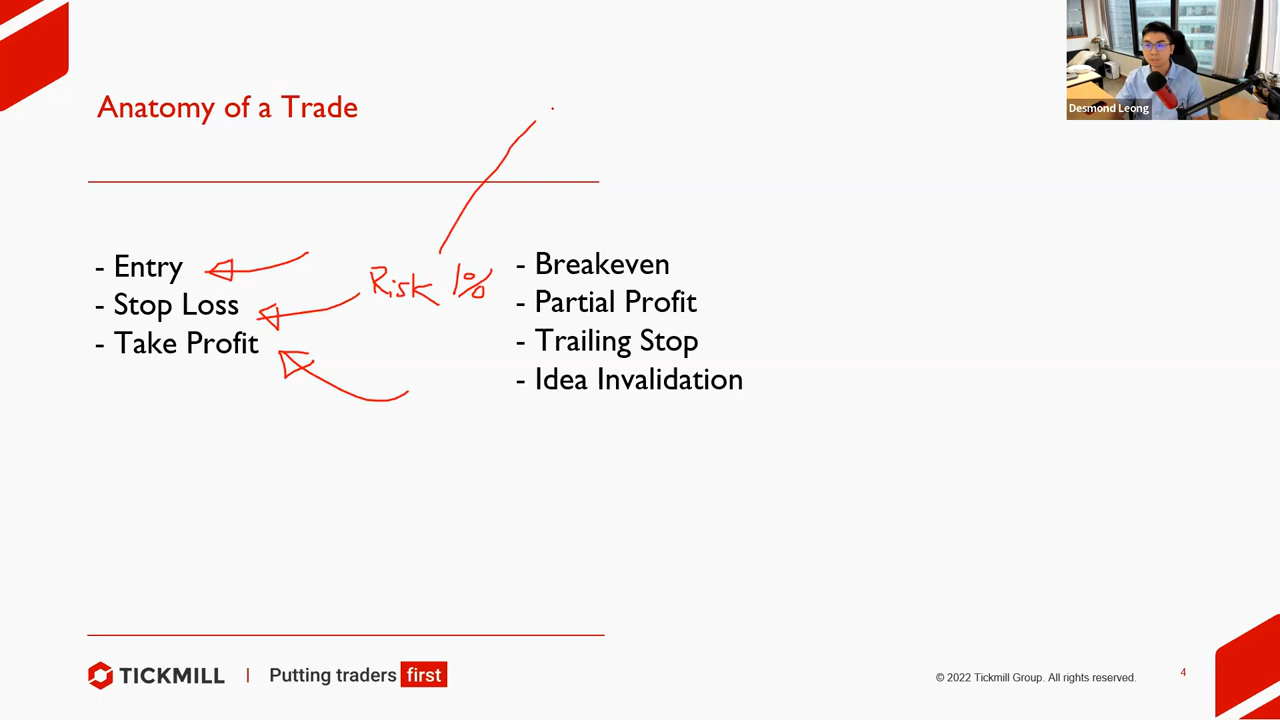 Desmond Leong
Anatomy of a Trade
- Entry
- Stop Loss
- Take Profit
Risk 1%
- Breakeven
- Partial Profit
- Trailing Stop
- Idea Invalidation
TICKMILL | Putting traders first
© 2022 Tickmill Group. All rights reserved.
4